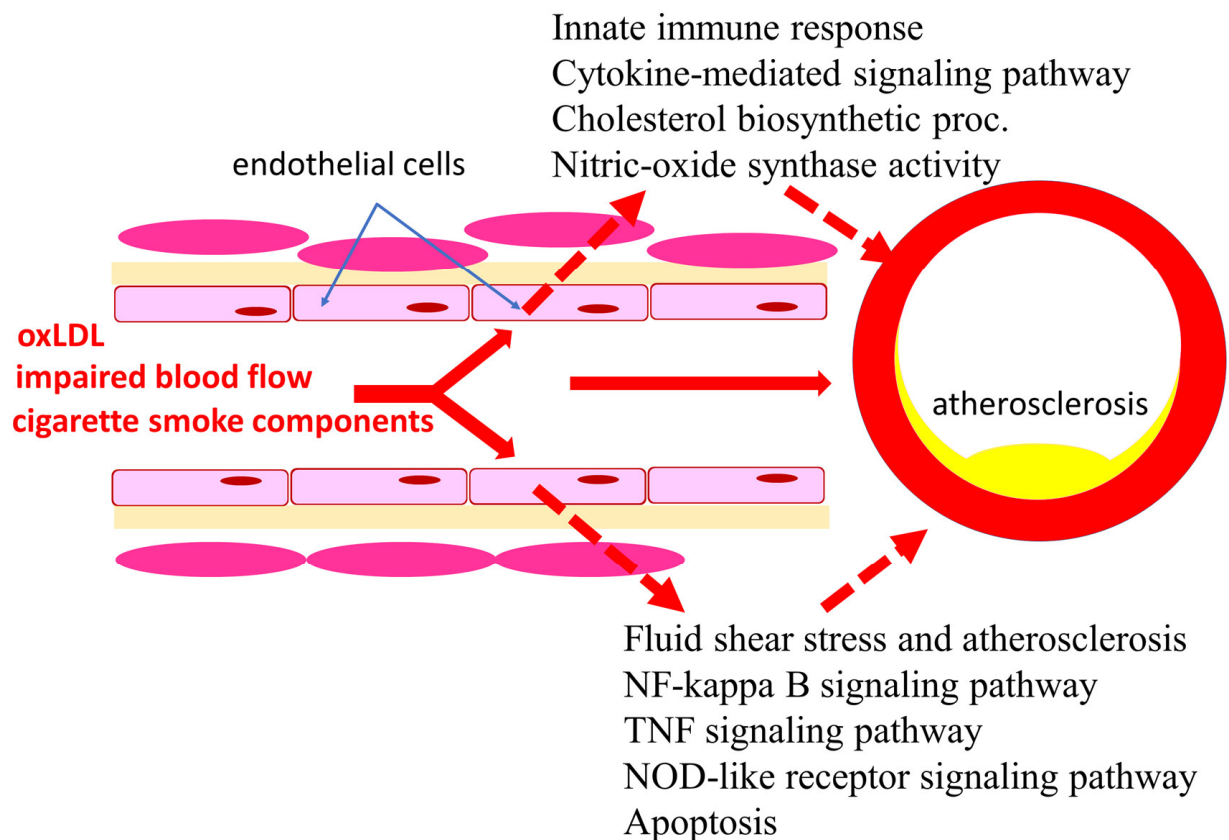 Innate immune response
Cytokine-mediated signaling pathway
Cholesterol biosynthetic proc.
Nitric-oxide synthase activity
endothelial cells
oxLDL
impaired blood flow
cigarette smoke components
atherosclerosis
Fluid shear stress and atherosclerosis
NF-kappa B signaling pathway
TNF signaling pathway
NOD-like receptor signaling pathway
Apoptosis